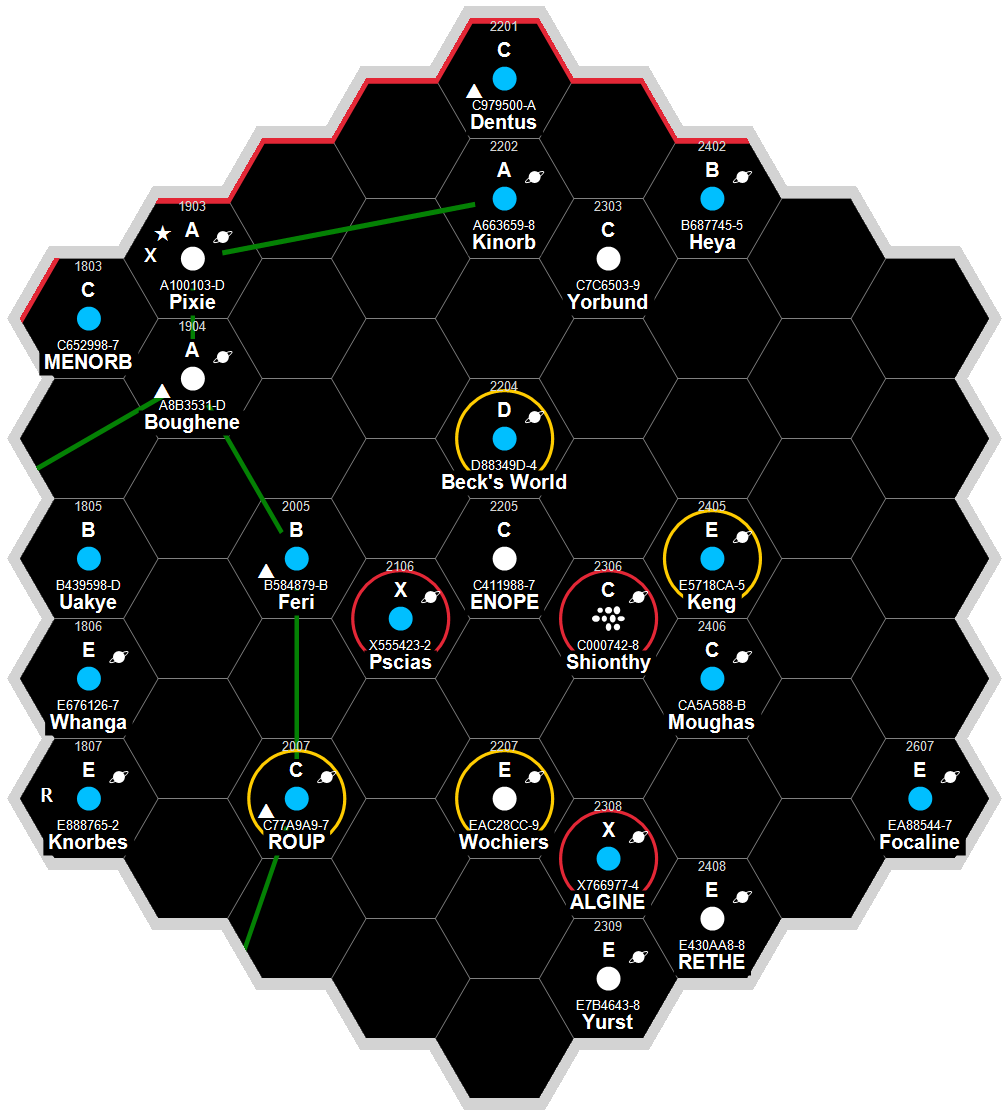 2201
C
C979500-A
Dentus
2202
A
A663659-8
Kinorb
2402
B
B687745-5
Heya
1903
A
X
A100103-D
Pixie
2303
C
C7C6503-9
Yorbund
1803
C
C652998-7
MENORB
1904
A
A8B3531-D
Boughene
2204
D
D88349D-4
Beck's World
1805
B
B439598-D
Uakye
2005
B
B584879-B
Feri
2205
C
C411988-7
ENOPE
2405
E
E5718CA-5
Keng
2106
X
X555423-2
Pscias
2306
C
C000742-8
Shionthy
1806
E
E676126-7
Whanga
2406
C
CA5A588-B
Moughas
1807
E
R
E888765-2
Knorbes
2007
C
C77A9A9-7
ROUP
2207
E
EAC28CC-9
Wochiers
2607
E
EA88544-7
Focaline
2308
X
X766977-4
ALGINE
2408
E
E430AA8-8
RETHE
2309
E
E7B4643-8
Yurst